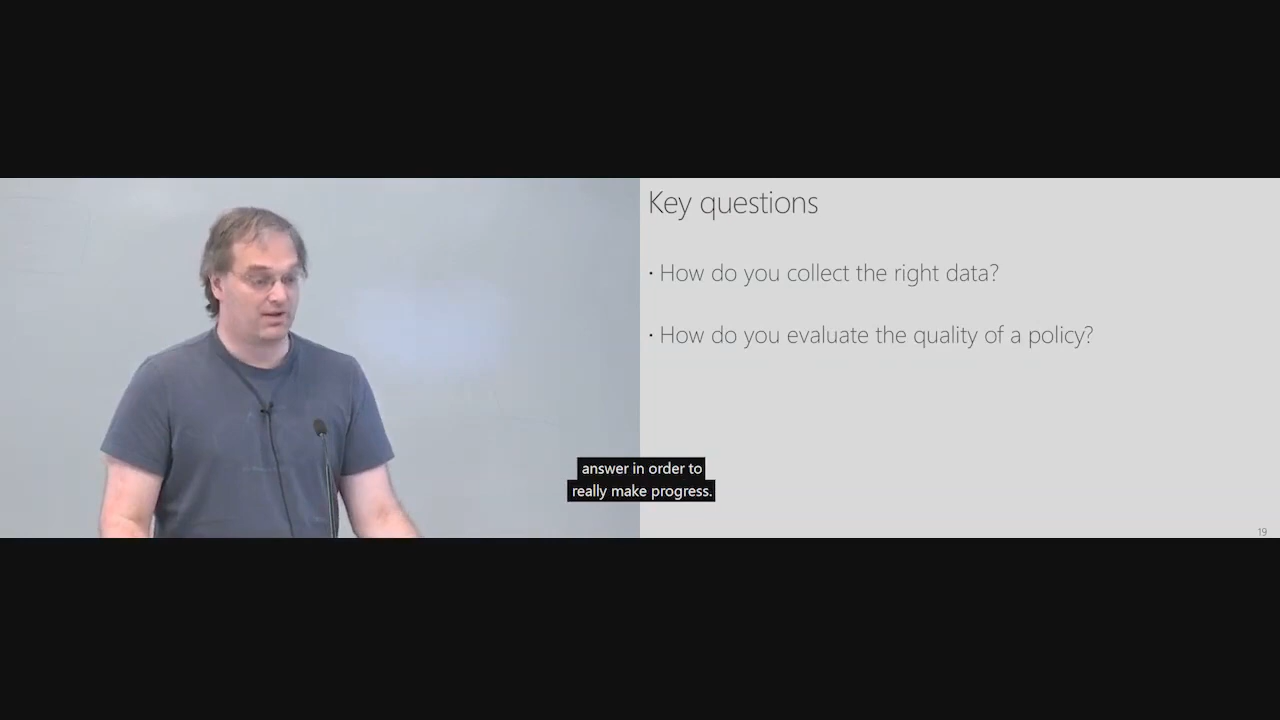 Key questions
· How do you collect the right data?
· How do you evaluate the quality of a policy?
answer in order to
really make progress.
19